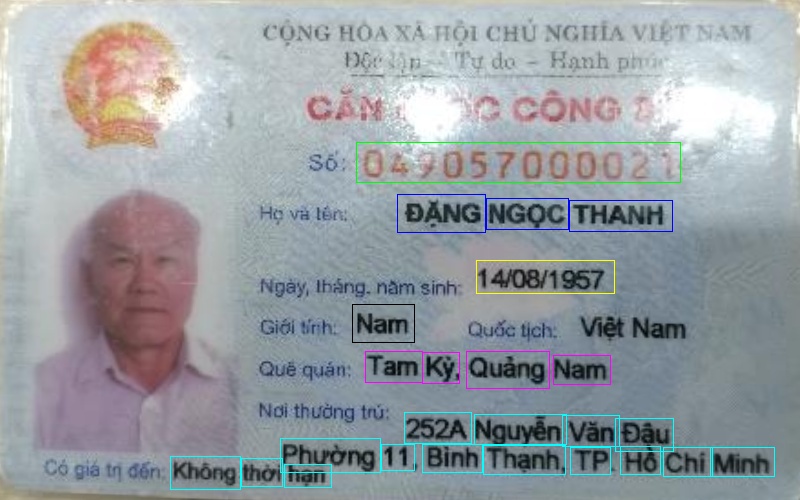 CỘNG HÒA XÃ HỘI CHỦ NGHĨA VIỆT NAM
Độc lập - Tự do - Hạnh phúc
CĂN CÔNG
Số: 049057000021
Họ và tên: ĐẶNG NGỌC THANH
Ngày, tháng, năm sinh: 14/08/1957
Giới tính: Nam Quốc tịch: Việt Nam
Quê quán: Tam Kỳ, Quảng Nam
Nơi thường trú: 252A Nguyễn Văn Đậu
Phường 11, Bình Thạnh, TP. Hồ Chí Minh
Có giá trị đến: Không thời hạn